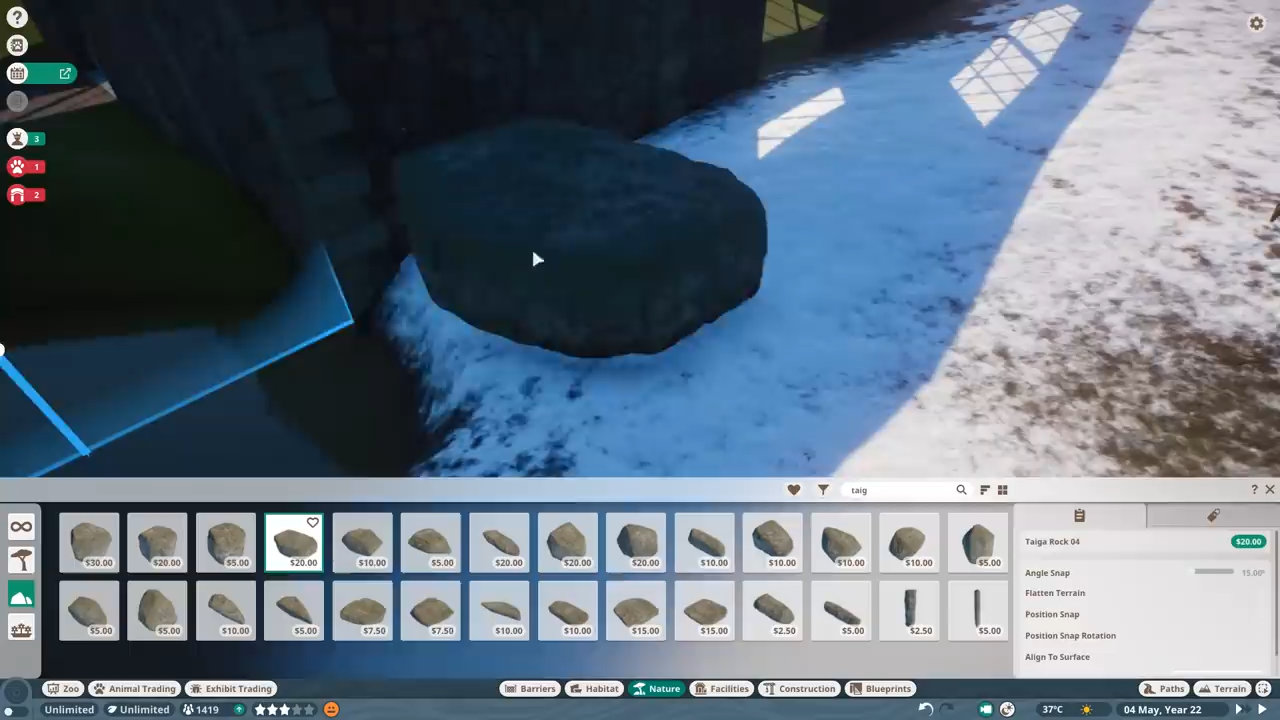 ?
3
1
2
taig
? ×
$30.00 $20.00 $5.00 $20.00 $10.00 $5.00 $20.00 $20.00 $20.00 $10.00 $10.00 $10.00 $10.00 $5.00
$5.00 $5.00 $10.00 $5.00 $7.50 $7.50 $10.00 $10.00 $15.00 $15.00 $2.50 $5.00 $2.50 $5.00
Taiga Rock 04 $20.00
Angle Snap 15.00°
Flatten Terrain
Position Snap
Position Snap Rotation
Align To Surface
Zoo Animal Trading Exhibit Trading Barriers Habitat Nature Facilities Construction Blueprints Paths Terrain
Unlimited Unlimited 1419 37°C 04 May, Year 22